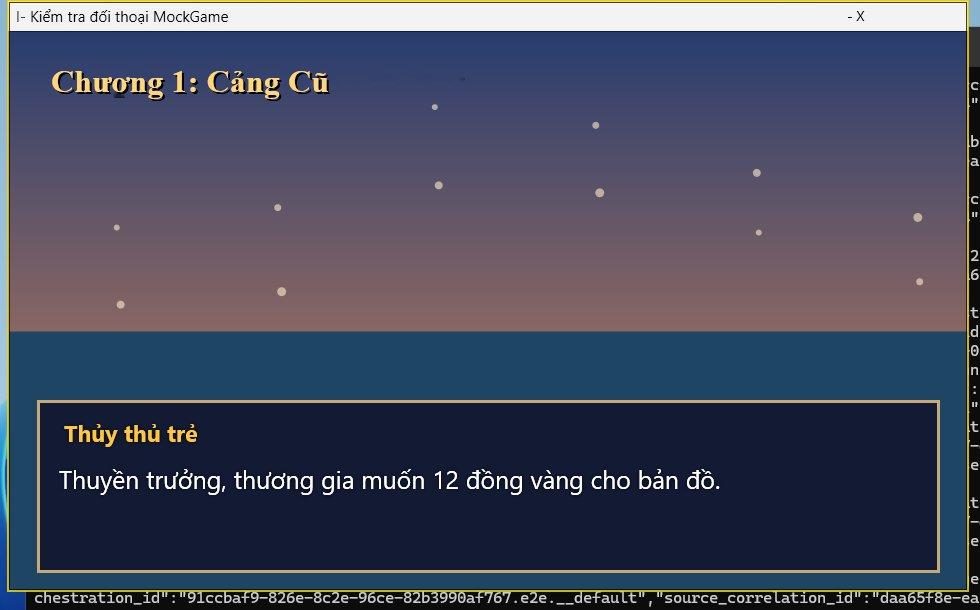 I- Kiểm tra đối thoại MockGame
- X
Chương 1: Cảng Cũ
Thủy thủ trẻ
Thuyền trưởng, thương gia muốn 12 đồng vàng cho bản đồ.
chestration_id":"91ccbaf9-826e-8c2e-96ce-82b3990af767.e2e.__default","source_correlation_id":"daa65f8e-e